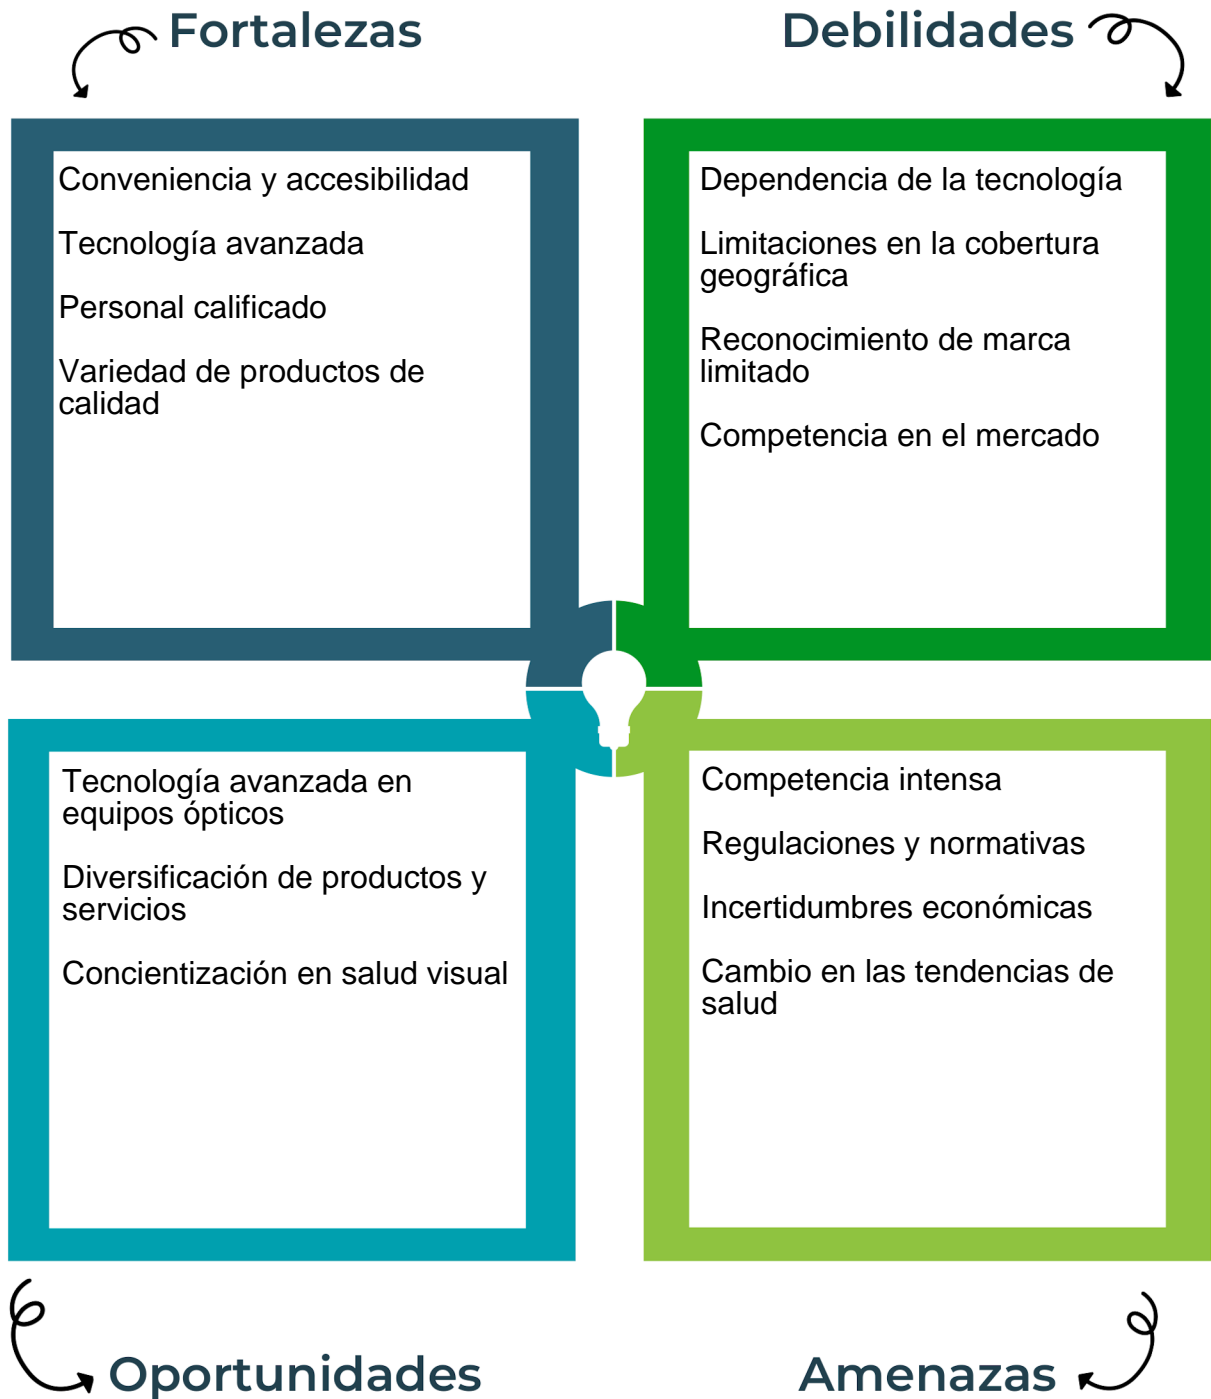 Fortalezas
Conveniencia y accesibilidad
Tecnología avanzada
Personal calificado
Variedad de productos de
calidad
Debilidades
Dependencia de la tecnología
Limitaciones en la cobertura
geográfica
Reconocimiento de marca
limitado
Competencia en el mercado
Tecnología avanzada en
equipos ópticos
Diversificación de productos y
servicios
Concientización en salud visual
Oportunidades
Competencia intensa
Regulaciones y normativas
Incertidumbres económicas
Cambio en las tendencias de
salud
Amenazas